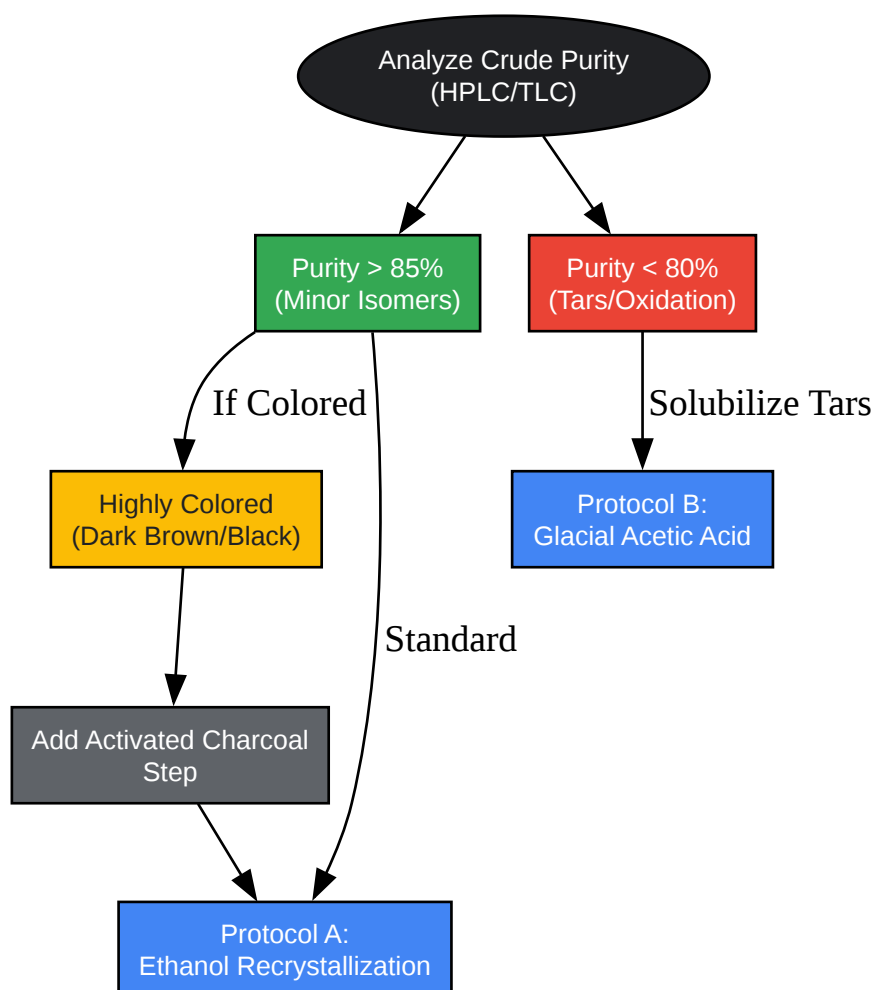 Analyze Crude Purity
(HPLC/TLC)
Purity > 85%
(Minor Isomers)
Purity < 80%
(Tars/Oxidation)
If Colored
Solubilize Tars
Highly Colored
(Dark Brown/Black)
Protocol B:
Glacial Acetic Acid
Standard
Add Activated Charcoal
Step
Protocol A:
Ethanol Recrystallization